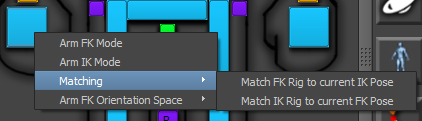 Arm FK Mode
Arm IK Mode
Matching
Match FK Rig to current IK Pose
Match IK Rig to current FK Pose
Arm FK Orientation Space